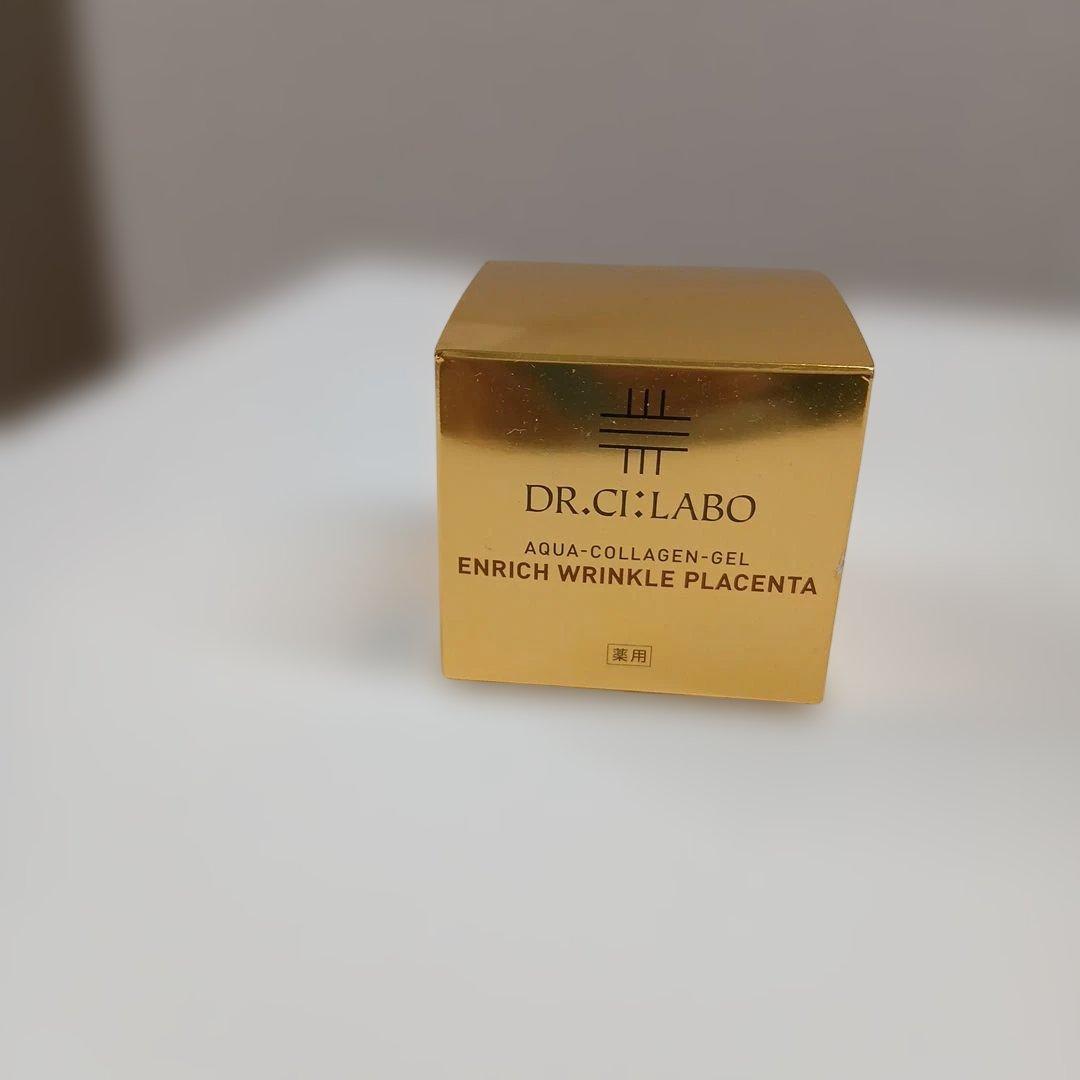 DR.CI:LABO
AQUA-COLLAGEN-GEL
ENRICH WRINKLE PLACENTA
薬用